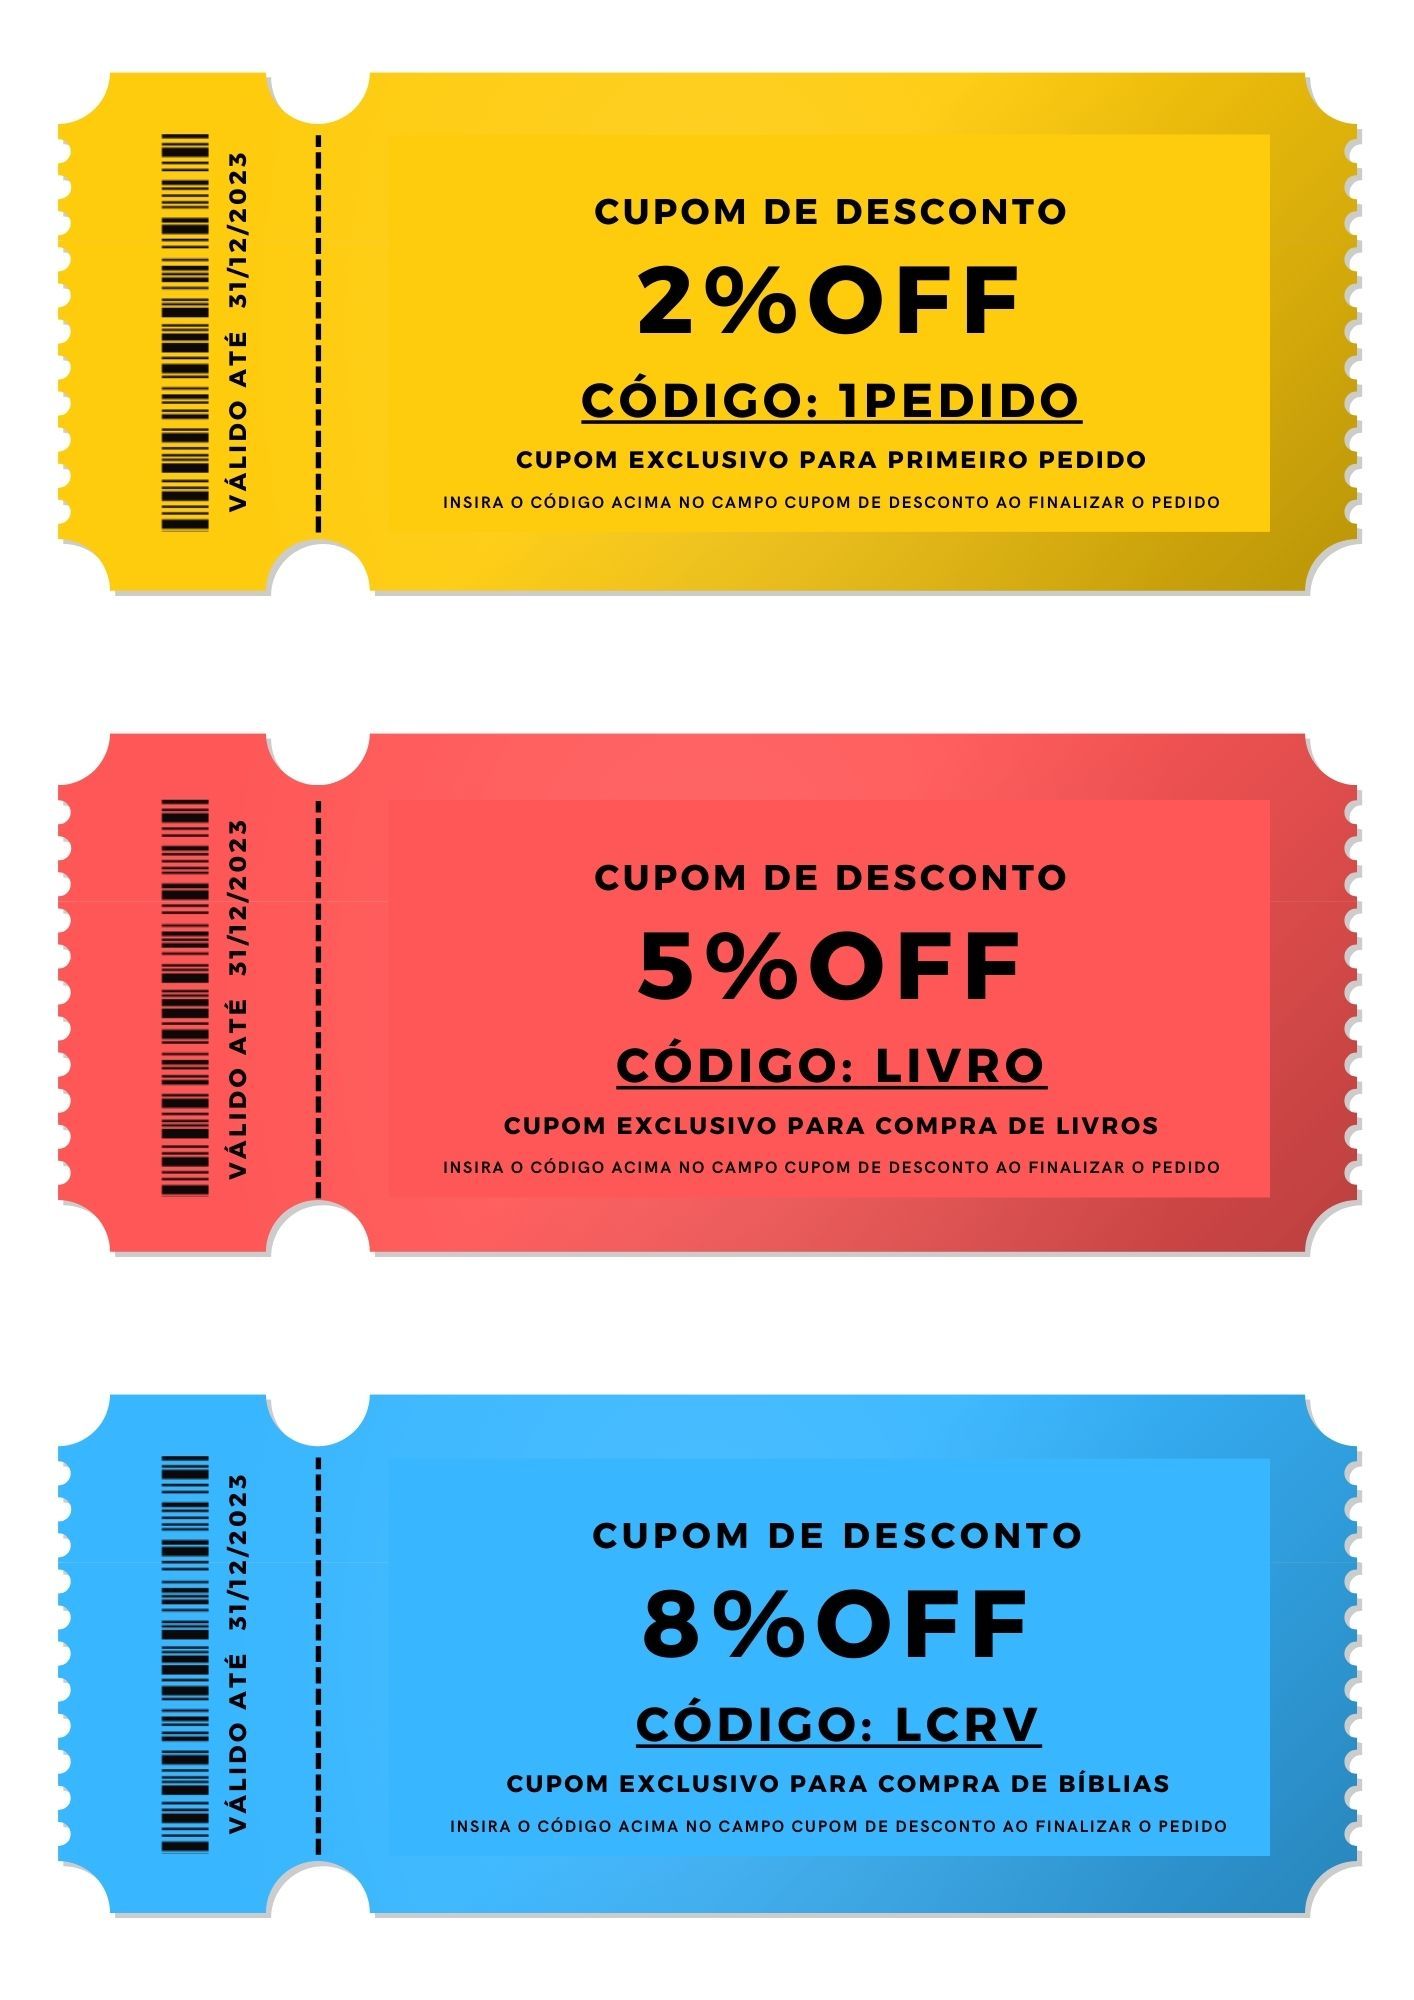 VÁLIDO ATÉ 31/12/2023
CUPOM DE DESCONTO
2%OFF
CÓDIGO: 1PEDIDO
CUPOM EXCLUSIVO PARA PRIMEIRO PEDIDO
INSIRA O CÓDIGO ACIMA NO CAMPO CUPOM DE DESCONTO AO FINALIZAR O PEDIDO
VÁLIDO ATÉ 31/12/2023
CUPOM DE DESCONTO
5%OFF
CÓDIGO: LIVRO
CUPOM EXCLUSIVO PARA COMPRA DE LIVROS
INSIRA O CÓDIGO ACIMA NO CAMPO CUPOM DE DESCONTO AO FINALIZAR O PEDIDO
VÁLIDO ATÉ 31/12/2023
CUPOM DE DESCONTO
8%OFF
CÓDIGO: LCRV
CUPOM EXCLUSIVO PARA COMPRA DE BÍBLIAS
INSIRA O CÓDIGO ACIMA NO CAMPO CUPOM DE DESCONTO AO FINALIZAR O PEDIDO